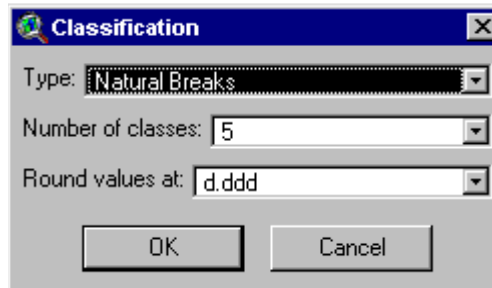 Classification
Type: Natural Breaks
Number of classes: 5
Round values at: d.ddd
OK Cancel